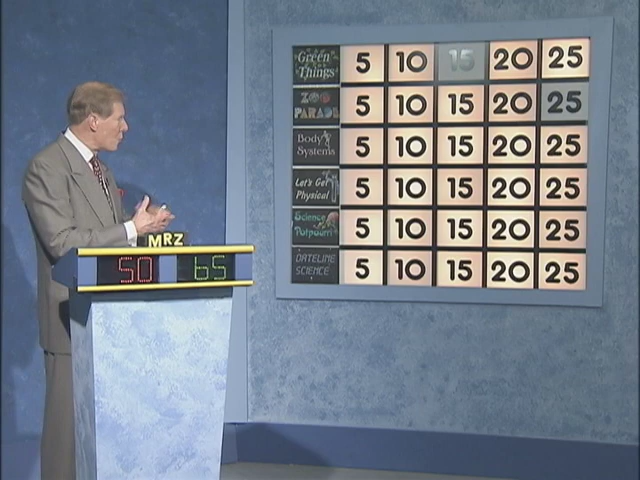 Green
Things
5 10 15 20 25
ZOO
PARADE
5 10 15 20 25
Body
Systems
5 10 15 20 25
Let's Get
Physical
5 10 15 20 25
Science
Potpourri
5 10 15 20 25
DATELINE
SCIENCE
5 10 15 20 25
MRZ
50 65